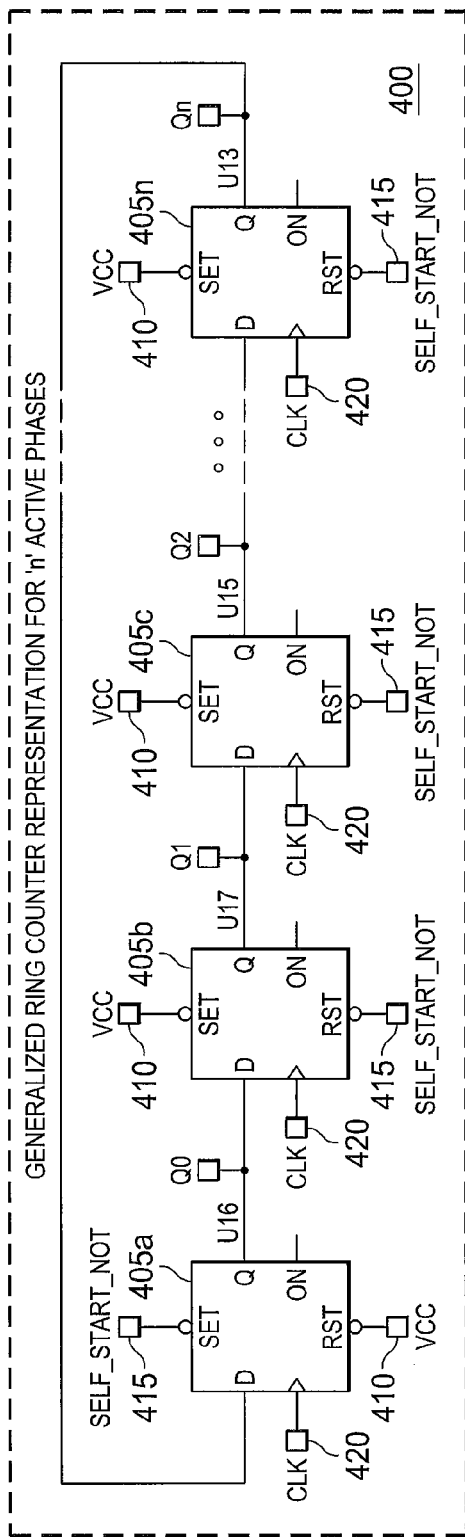 GENERALIZED RING COUNTER REPRESENTATION FOR 'n' ACTIVE PHASES
400
SELF_START_NOT
415
405a
SET
D
Q
ON
RST
CLK
420
410
VCC
U16
Q0
VCC
410
405b
SET
D
Q
ON
RST
CLK
420
415
SELF_START_NOT
U17
Q1
VCC
410
405c
SET
D
Q
ON
RST
CLK
420
415
SELF_START_NOT
U15
Q2
VCC
410
405n
SET
D
Q
ON
RST
CLK
420
415
SELF_START_NOT
U13
Qn